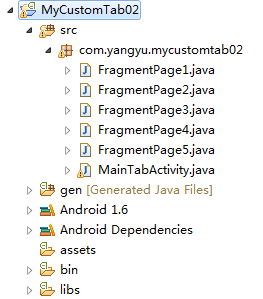 MyCustomTab02
src
com.yangyu.mycustomtab02
FragmentPage1.java
FragmentPage2.java
FragmentPage3.java
FragmentPage4.java
FragmentPage5.java
MainTabActivity.java
gen [Generated Java Files]
Android 1.6
Android Dependencies
assets
bin
libs